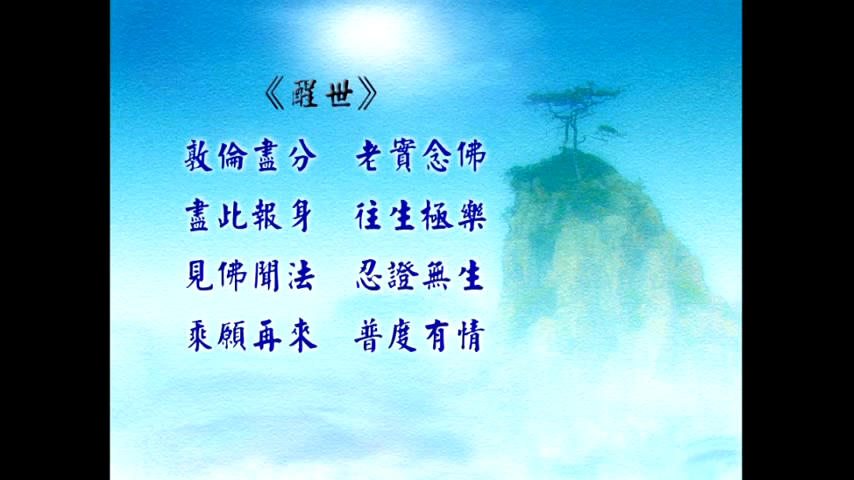 《醒世》
敦倫盡分　老實念佛
盡此報身　往生極樂
見佛聞法　忍證無生
乘願再來　普度有情